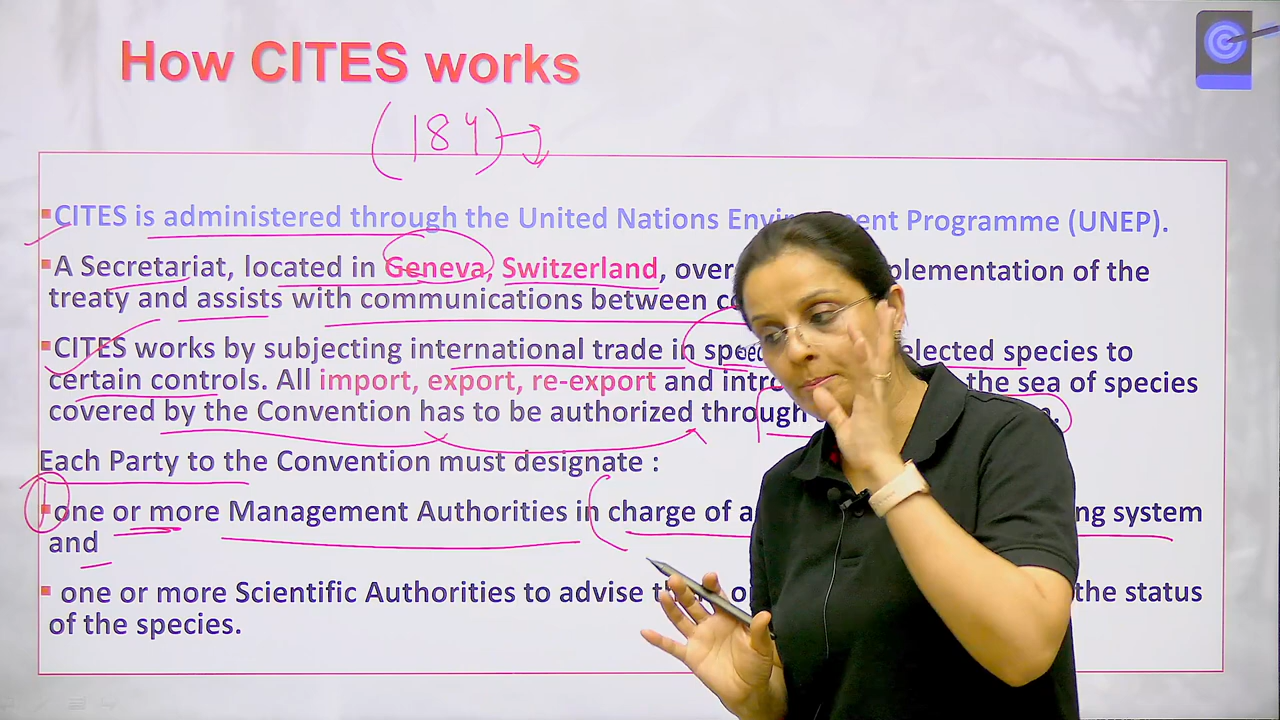 How CITES works
(184)
▪CITES is administered through the United Nations Env ent Programme (UNEP).
▪A Secretariat, located in Geneva, Switzerland, over plementation of the
treaty and assists with communications between
▪CITES works by subjecting international trade in spec elected species to
certain controls. All import, export, re-export and intro the sea of species
covered by the Convention has to be authorized through
Each Party to the Convention must designate :
▪one or more Management Authorities in charge of a ng system
and
▪ one or more Scientific Authorities to advise the status
of the species.